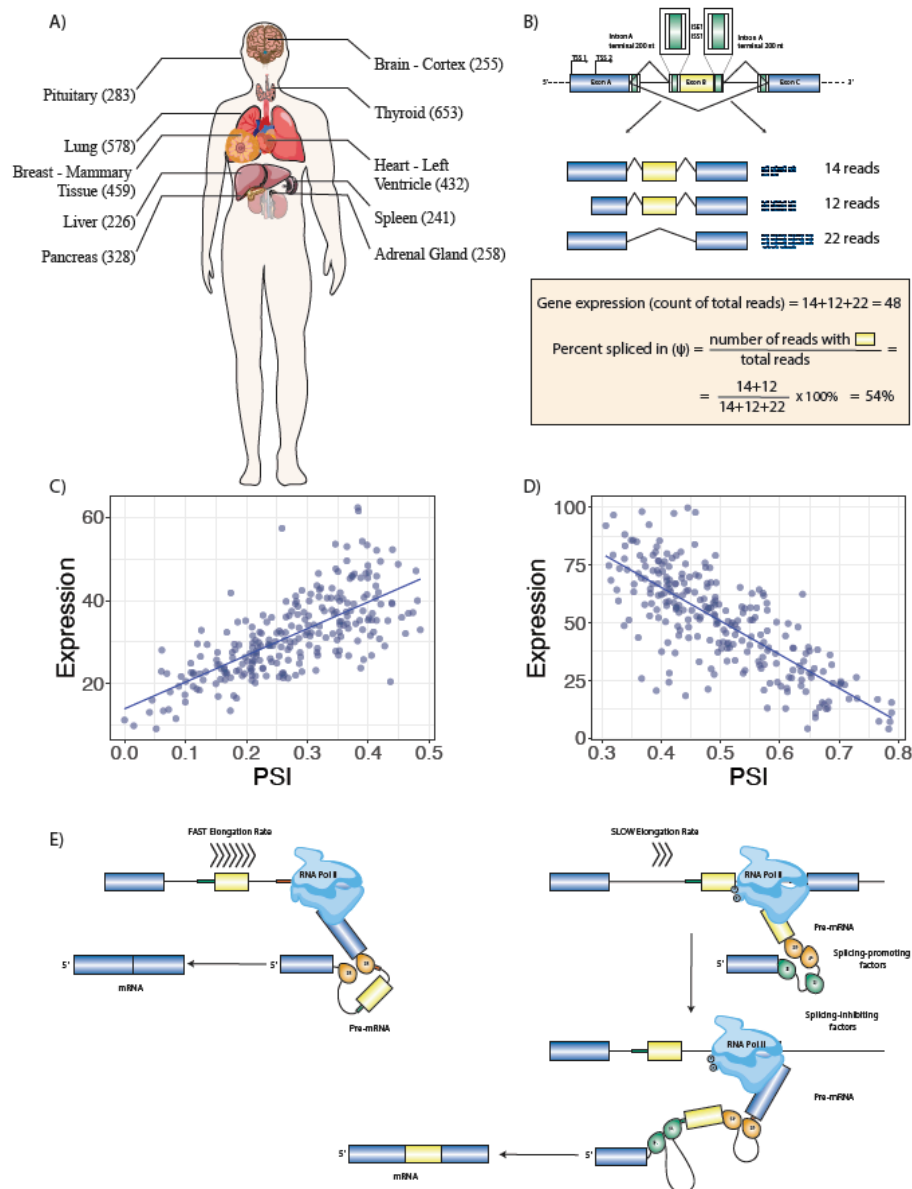 A)
Brain - Cortex (255)
Pituitary (283)
Thyroid (653)
Lung (578)
Breast - Mammary
Tissue (459)
Heart - Left
Ventricle (432)
Liver (226)
Spleen (241)
Pancreas (328)
Adrenal Gland (258)
B)
Intron A
terminal 200 nt
Intron A
terminal 200 nt
TSS 1
TSS 2
5'
Exon A
Exon B
Exon C
3'
14 reads
12 reads
22 reads
Gene expression (count of total reads) = 14+12+22 = 48
Percent spliced in (ψ) = number of reads with
total reads
=
= 14+12
14+12+22
x 100% = 54%
C)
60
40
20
Expression
0.0 0.1 0.2 0.3 0.4 0.5
PSI
D)
100
75
50
25
0
Expression
0.3 0.4 0.5 0.6 0.7 0.8
PSI
E)
FAST Elongation Rate
RNA Pol II
5'
mRNA
5'
Pre-mRNA
SLOW Elongation Rate
RNA Pol II
Pre-mRNA
5'
Splicing-promoting
factors
Splicing-inhibiting
factors
RNA Pol II
Pre-mRNA
5'
mRNA
5'